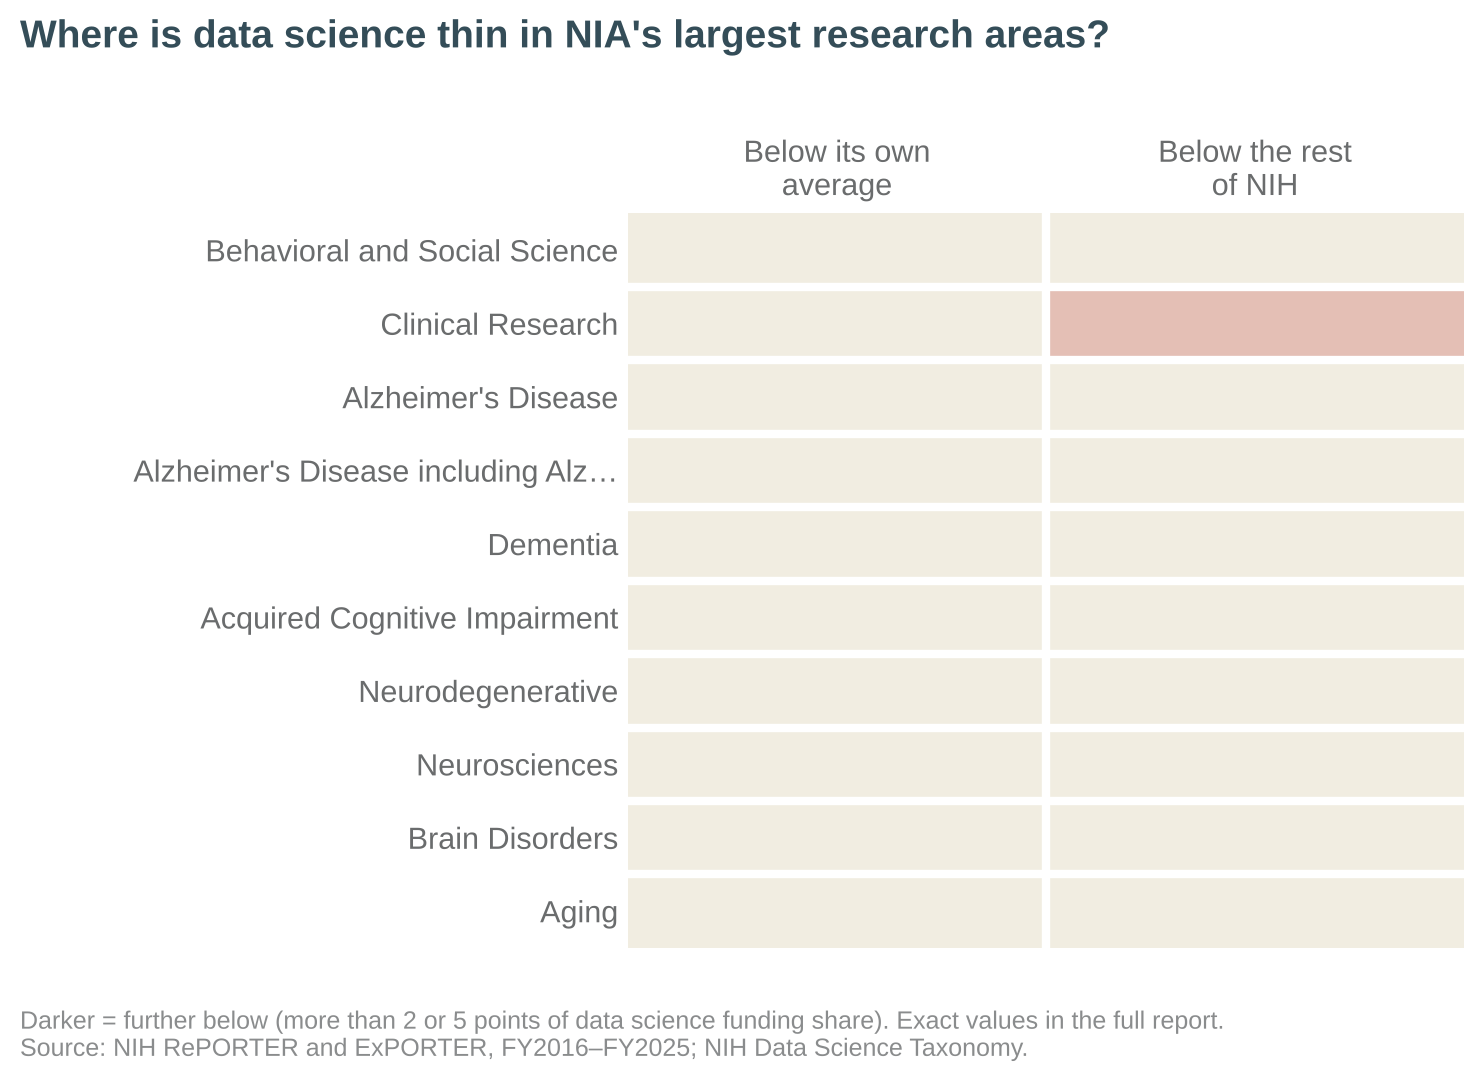 Where is data science thin in NIA's largest research areas?
Below its own
average
Below the rest
of NIH
Behavioral and Social Science
Clinical Research
Alzheimer's Disease
Alzheimer's Disease including Alz…
Dementia
Acquired Cognitive Impairment
Neurodegenerative
Neurosciences
Brain Disorders
Aging
Darker = further below (more than 2 or 5 points of data science funding share). Exact values in the full report.
Source: NIH RePORTER and ExPORTER, FY2016–FY2025; NIH Data Science Taxonomy.